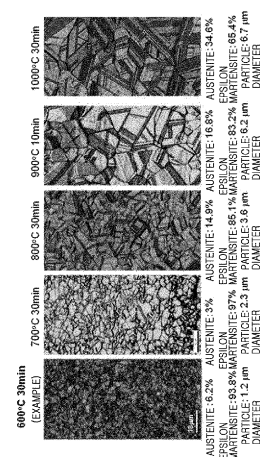 600°C 30min
(EXAMPLE)
AUSTENITE: 6.2%
EPSILON
MARTENSITE: 93.8%
PARTICLE: 1.2 μm
DIAMETER
700°C 30min
AUSTENITE: 3%
EPSILON
MARTENSITE: 97%
PARTICLE: 2.3 μm
DIAMETER
800°C 30min
AUSTENITE: 14.9%
EPSILON
MARTENSITE: 85.1%
PARTICLE: 3.6 μm
DIAMETER
900°C 10min
AUSTENITE: 16.8%
EPSILON
MARTENSITE: 83.2%
PARTICLE: 6.2 μm
DIAMETER
1000°C 30min
AUSTENITE: 34.6%
EPSILON
MARTENSITE: 65.4%
PARTICLE: 6.7 μm
DIAMETER